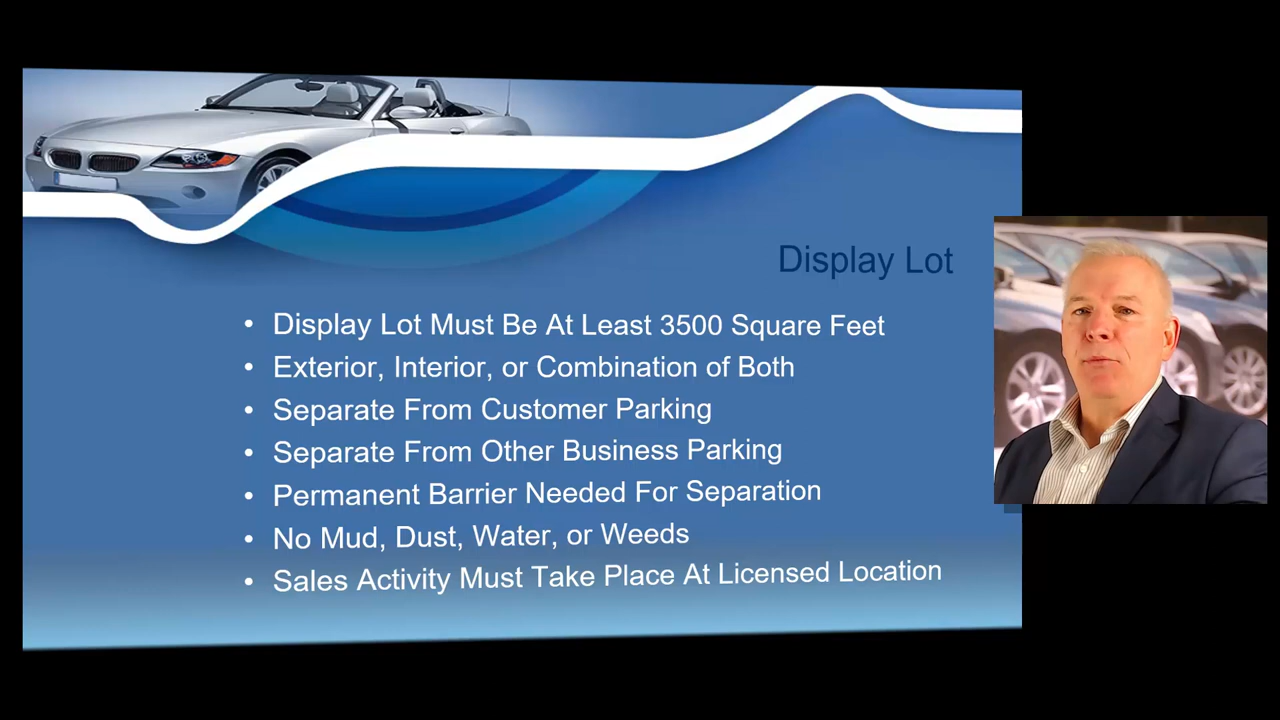 Display Lot
• Display Lot Must Be At Least 3500 Square Feet
• Exterior, Interior, or Combination of Both
• Separate From Customer Parking
• Separate From Other Business Parking
• Permanent Barrier Needed For Separation
• No Mud, Dust, Water, or Weeds
• Sales Activity Must Take Place At Licensed Location